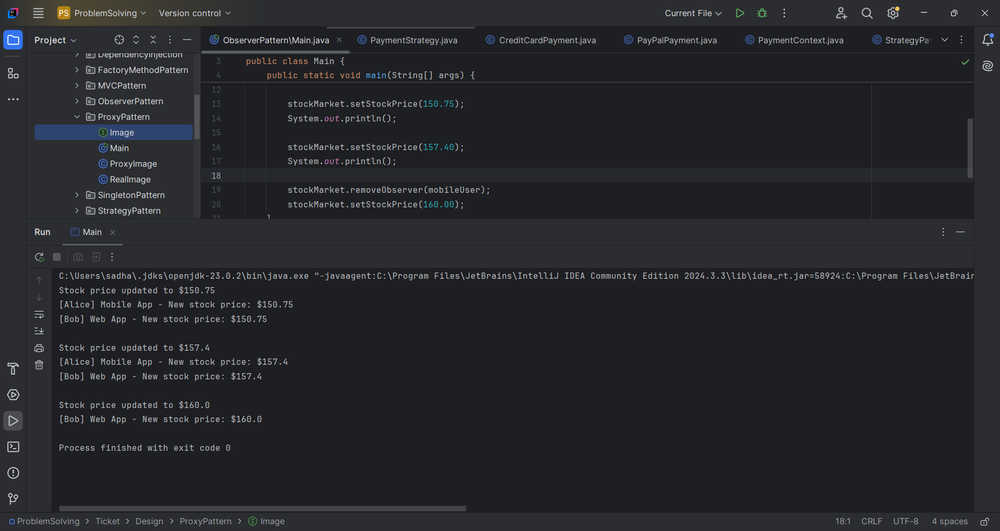 PS ProblemSolving Version control Current File
Project
ObserverPattern\Main.java PaymentStrategy.java CreditCardPayment.java PayPalPayment.java PaymentContext.java StrategyPat
DependencyInjection
FactoryMethodPattern
MVCPattern
ObserverPattern
ProxyPattern
Image
Main
ProxyImage
RealImage
SingletonPattern
StrategyPattern
3 public class Main {
4 public static void main(String[] args) {
12
13 stockMarket.setStockPrice(150.75);
14 System.out.println();
15
16 stockMarket.setStockPrice(157.40);
17 System.out.println();
18
19 stockMarket.removeObserver(mobileUser);
20 stockMarket.setStockPrice(160.00);
21 }
Run Main
C:\Users\sadha\.jdks\openjdk-23.0.2\bin\java.exe "-javaagent:C:\Program Files\JetBrains\IntelliJ IDEA Community Edition 2024.3.3\lib\idea_rt.jar=58924:C:\Program Files\JetBrain
Stock price updated to $150.75
[Alice] Mobile App - New stock price: $150.75
[Bob] Web App - New stock price: $150.75
Stock price updated to $157.4
[Alice] Mobile App - New stock price: $157.4
[Bob] Web App - New stock price: $157.4
Stock price updated to $160.0
[Bob] Web App - New stock price: $160.0
Process finished with exit code 0
ProblemSolving > Ticket > Design > ProxyPattern > Image 18:1 CRLF UTF-8 4 spaces